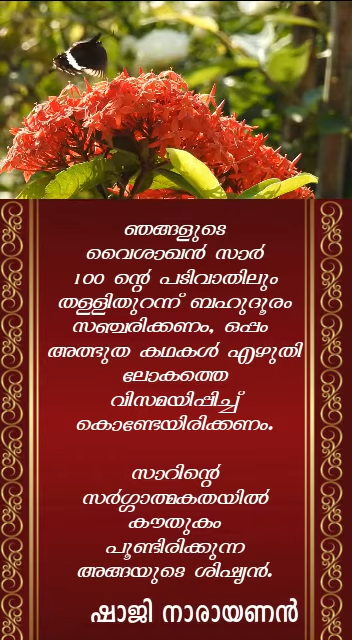 ഞങ്ങളുടെ
വൈശാഖൻ സാർ
100 ന്റെ പടിവാതിലും
തള്ളിതുറന്ന് ബഹുദൂരം
സഞ്ചരിക്കണം, ഒപ്പം
അത്ഭുത കഥകൾ എഴുതി
ലോകത്തെ
വിസമയിപ്പിച്ച്
കൊണ്ടേയിരിക്കണം.
സാറിന്റെ
സർഗ്ഗാത്മകതയിൽ
കൗതുകം
പൂണ്ടിരിക്കുന്ന
അങ്ങയുടെ ശിഷ്യൻ.
ഷാജി നാരായണൻ